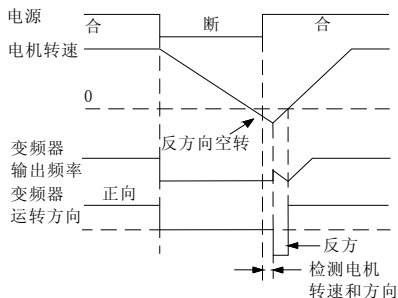 电源
合
断
合
电机转速
0
反方向空转
变频器
输出频率
变频器
运转方向
正向
反方
检测电机
转速和方向